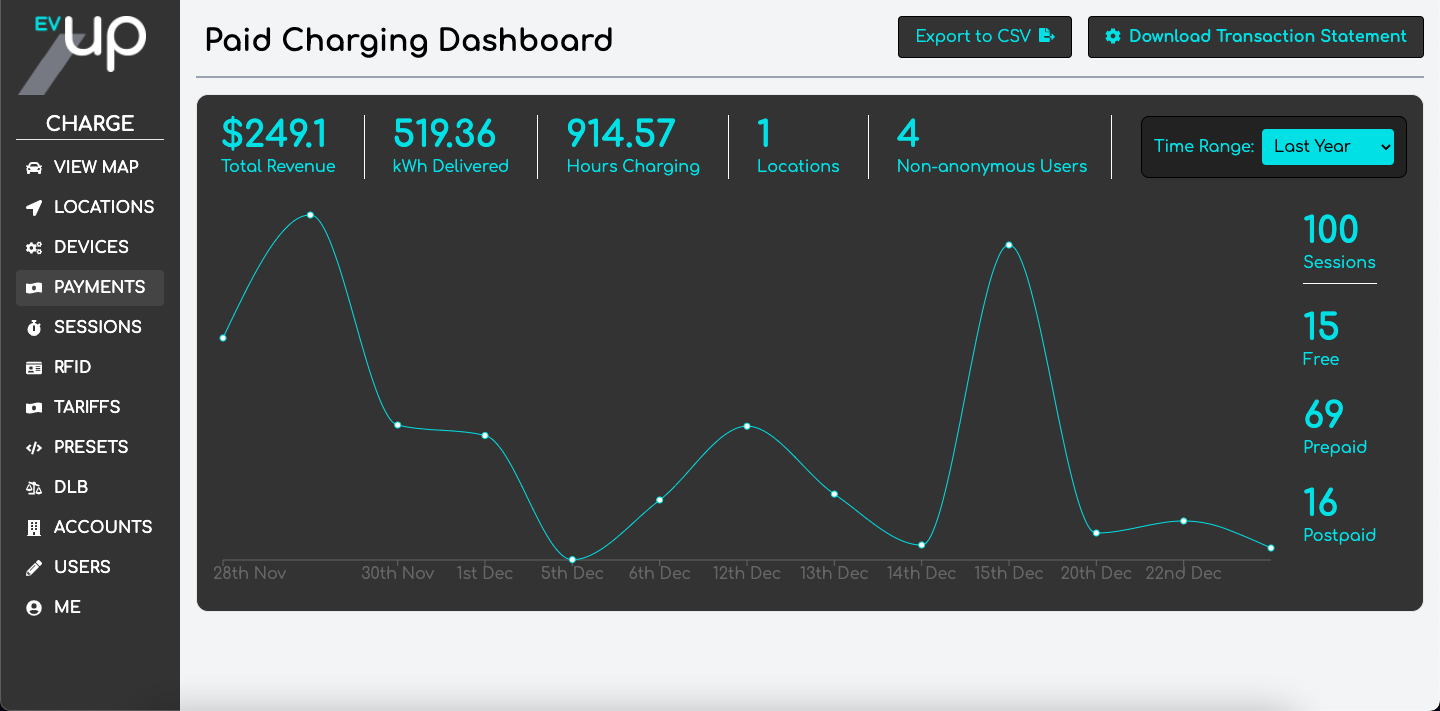 EV
up
CHARGE
VIEW MAP
LOCATIONS
DEVICES
PAYMENTS
SESSIONS
RFID
TARIFFS
PRESETS
DLB
ACCOUNTS
USERS
ME
Paid Charging Dashboard
Export to CSV
Download Transaction Statement
$249.1
Total Revenue
519.36
kWh Delivered
914.57
Hours Charging
1
Locations
4
Non-anonymous Users
Time Range: Last Year
100
Sessions
15
Free
69
Prepaid
16
Postpaid
28th Nov 30th Nov 1st Dec 5th Dec 6th Dec 12th Dec 13th Dec 14th Dec 15th Dec 20th Dec 22nd Dec